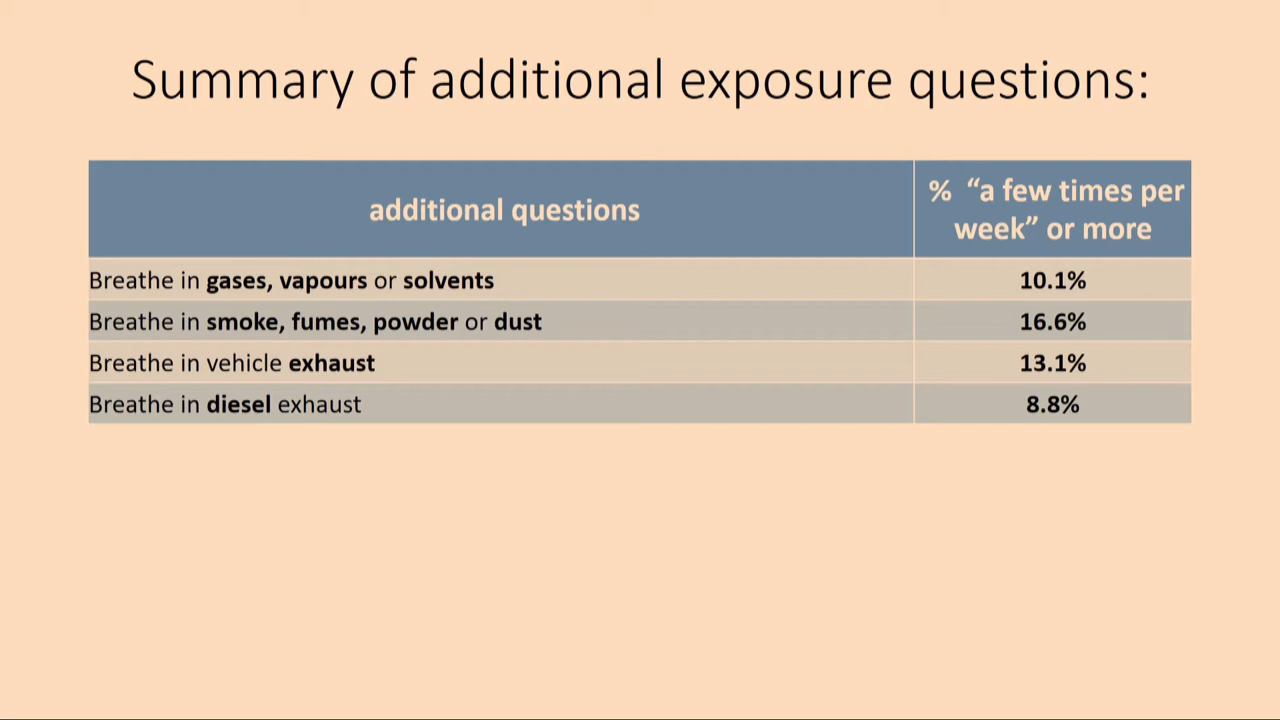 Summary of additional exposure questions:
additional questions
% “a few times per
week” or more
Breathe in gases, vapours or solvents
10.1%
Breathe in smoke, fumes, powder or dust
16.6%
Breathe in vehicle exhaust
13.1%
Breathe in diesel exhaust
8.8%